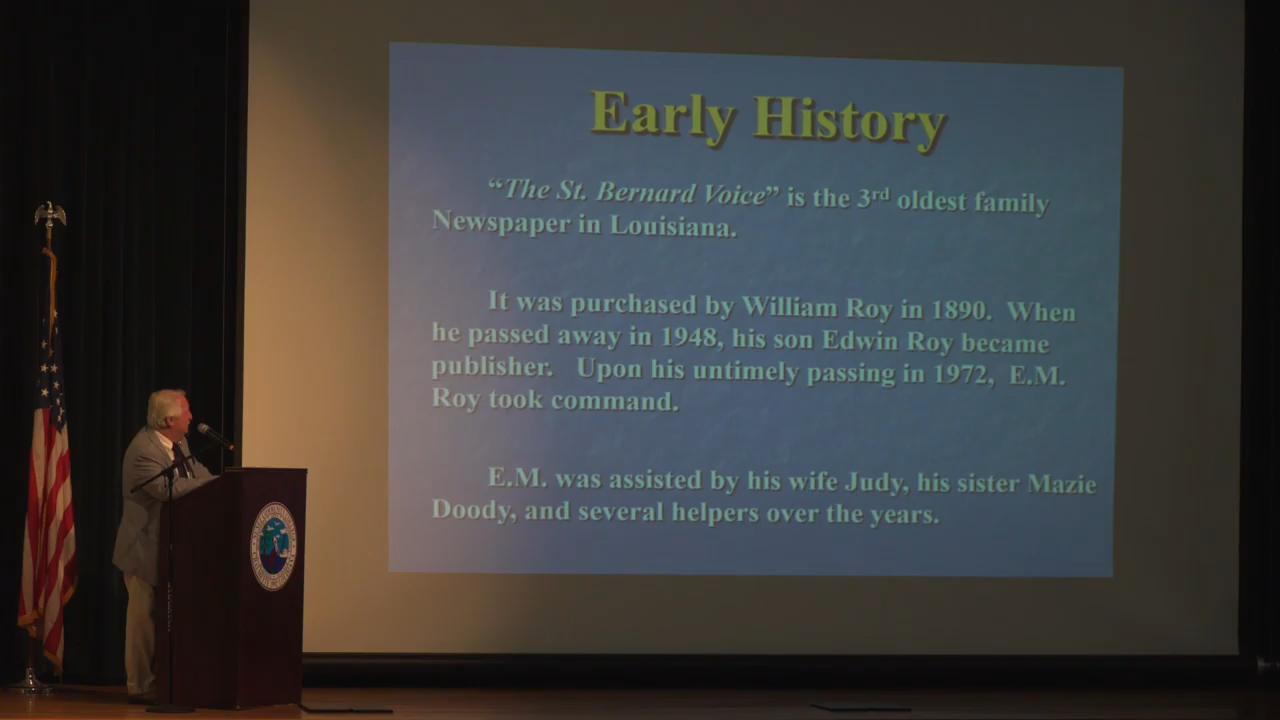 Early History
“The St. Bernard Voice” is the 3rd oldest family
Newspaper in Louisiana.
It was purchased by William Roy in 1890. When
he passed away in 1948, his son Edwin Roy became
publisher. Upon his untimely passing in 1972, E.M.
Roy took command.
E.M. was assisted by his wife Judy, his sister Mazie
Doody, and several helpers over the years.